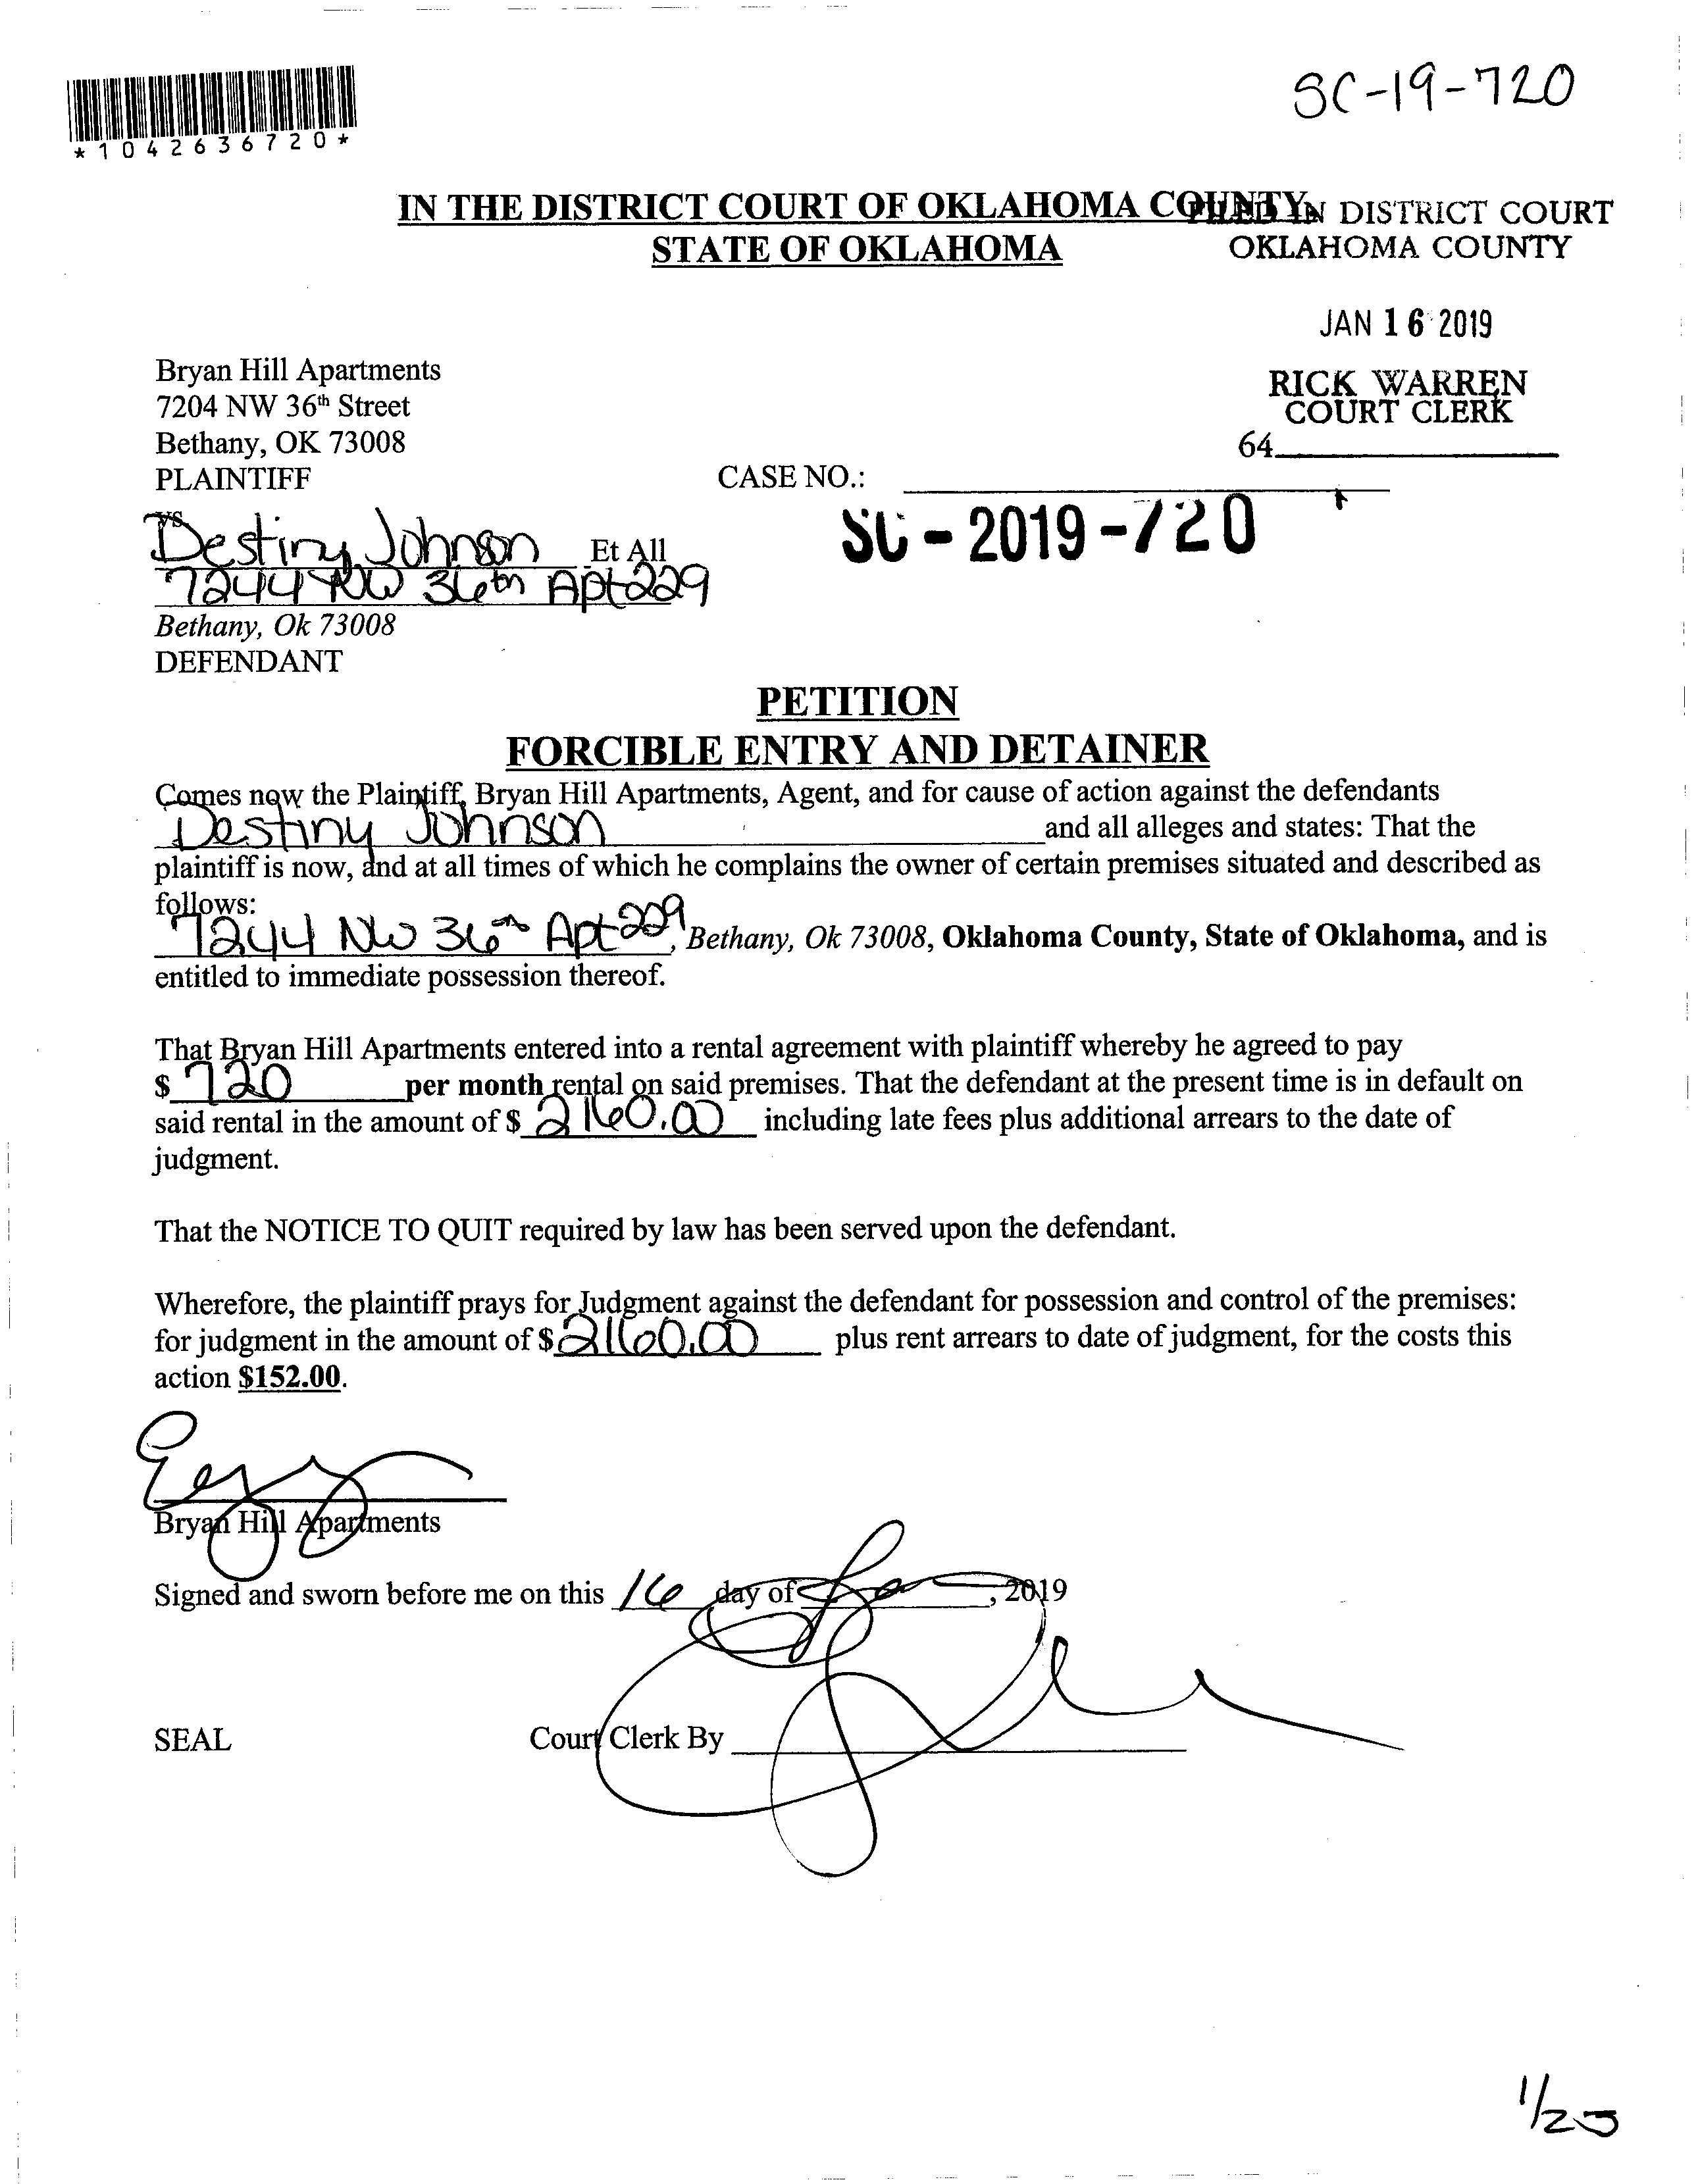 *1042636720*
SC-19-720
IN THE DISTRICT COURT OF OKLAHOMA COUNTY
STATE OF OKLAHOMA
FILED IN DISTRICT COURT
OKLAHOMA COUNTY
JAN 16 2019
RICK WARREN
COURT CLERK
64
Bryan Hill Apartments
7204 NW 36th Street
Bethany, OK 73008
PLAINTIFF
CASE NO.:
SC - 2019 - 720
vs
Destiny Johnson Et All
7244 NW 36th Apt 229
Bethany, Ok 73008
DEFENDANT
PETITION
FORCIBLE ENTRY AND DETAINER
Comes now the Plaintiff, Bryan Hill Apartments, Agent, and for cause of action against the defendants
Destiny Johnson and all alleges and states: That the
plaintiff is now, and at all times of which he complains the owner of certain premises situated and described as
follows:
7244 NW 36th Apt 229, Bethany, Ok 73008, Oklahoma County, State of Oklahoma, and is
entitled to immediate possession thereof.
That Bryan Hill Apartments entered into a rental agreement with plaintiff whereby he agreed to pay
$ 720 per month rental on said premises. That the defendant at the present time is in default on
said rental in the amount of $ 2160.00 including late fees plus additional arrears to the date of
judgment.
That the NOTICE TO QUIT required by law has been served upon the defendant.
Wherefore, the plaintiff prays for Judgment against the defendant for possession and control of the premises:
for judgment in the amount of $ 2160.00 plus rent arrears to date of judgment, for the costs this
action $152.00.
Bryan Hill Apartments
Signed and sworn before me on this 16 day of Jan, 2019
SEAL
Court Clerk By